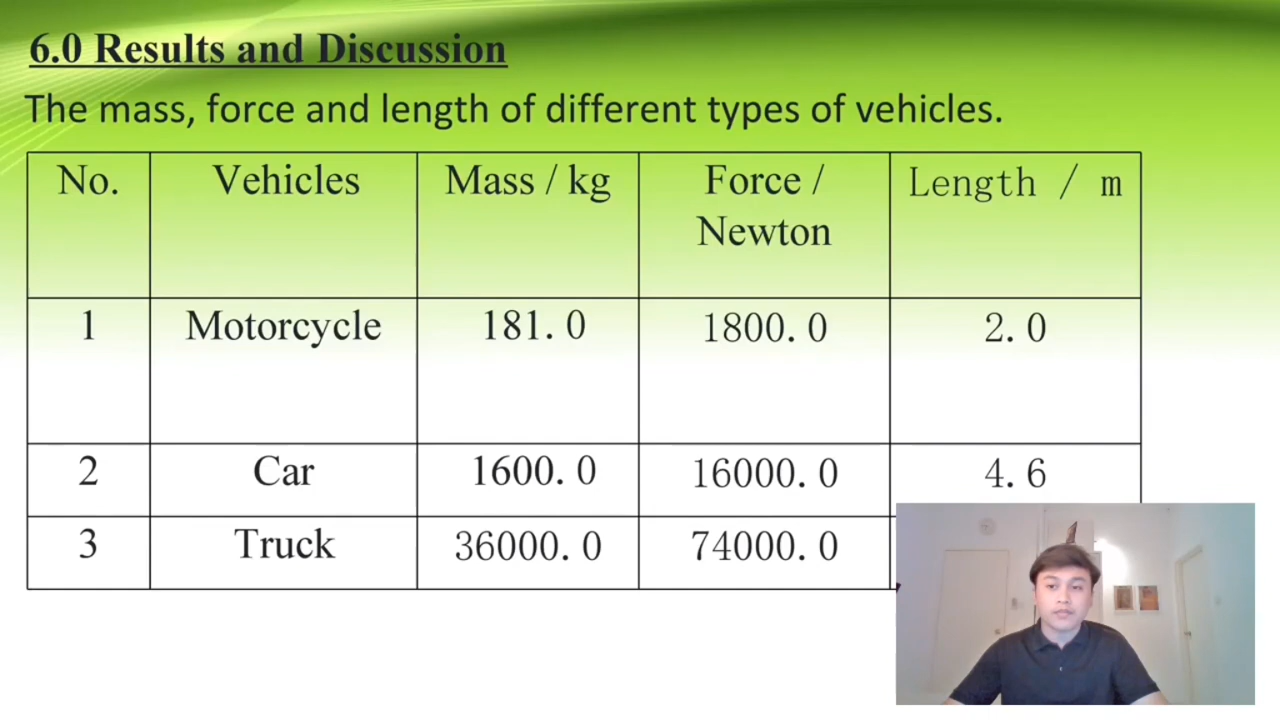 6.0 Results and Discussion
The mass, force and length of different types of vehicles.
No. Vehicles Mass / kg Force / Length / m
Newton
1 Motorcycle 181.0 1800.0 2.0
2 Car 1600.0 16000.0 4.6
3 Truck 36000.0 74000.0